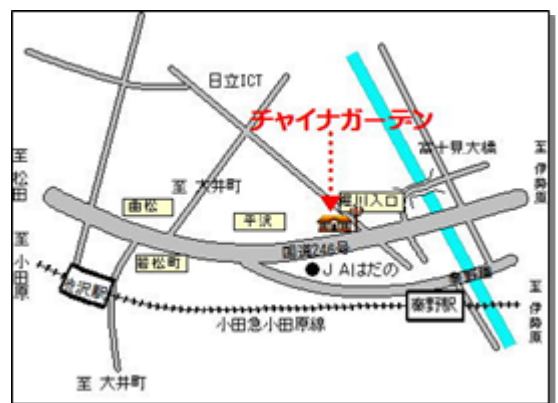 日立ICT
チャイナガーデン
富士見大橋
至 伊勢原
至 松田
至 大井町
曲松
平沢
堀川入口
国道246号
至 小田原
若松町
JAはだの
渋沢駅
秦野駅
小田急小田原線
至 伊勢原
至 大井町